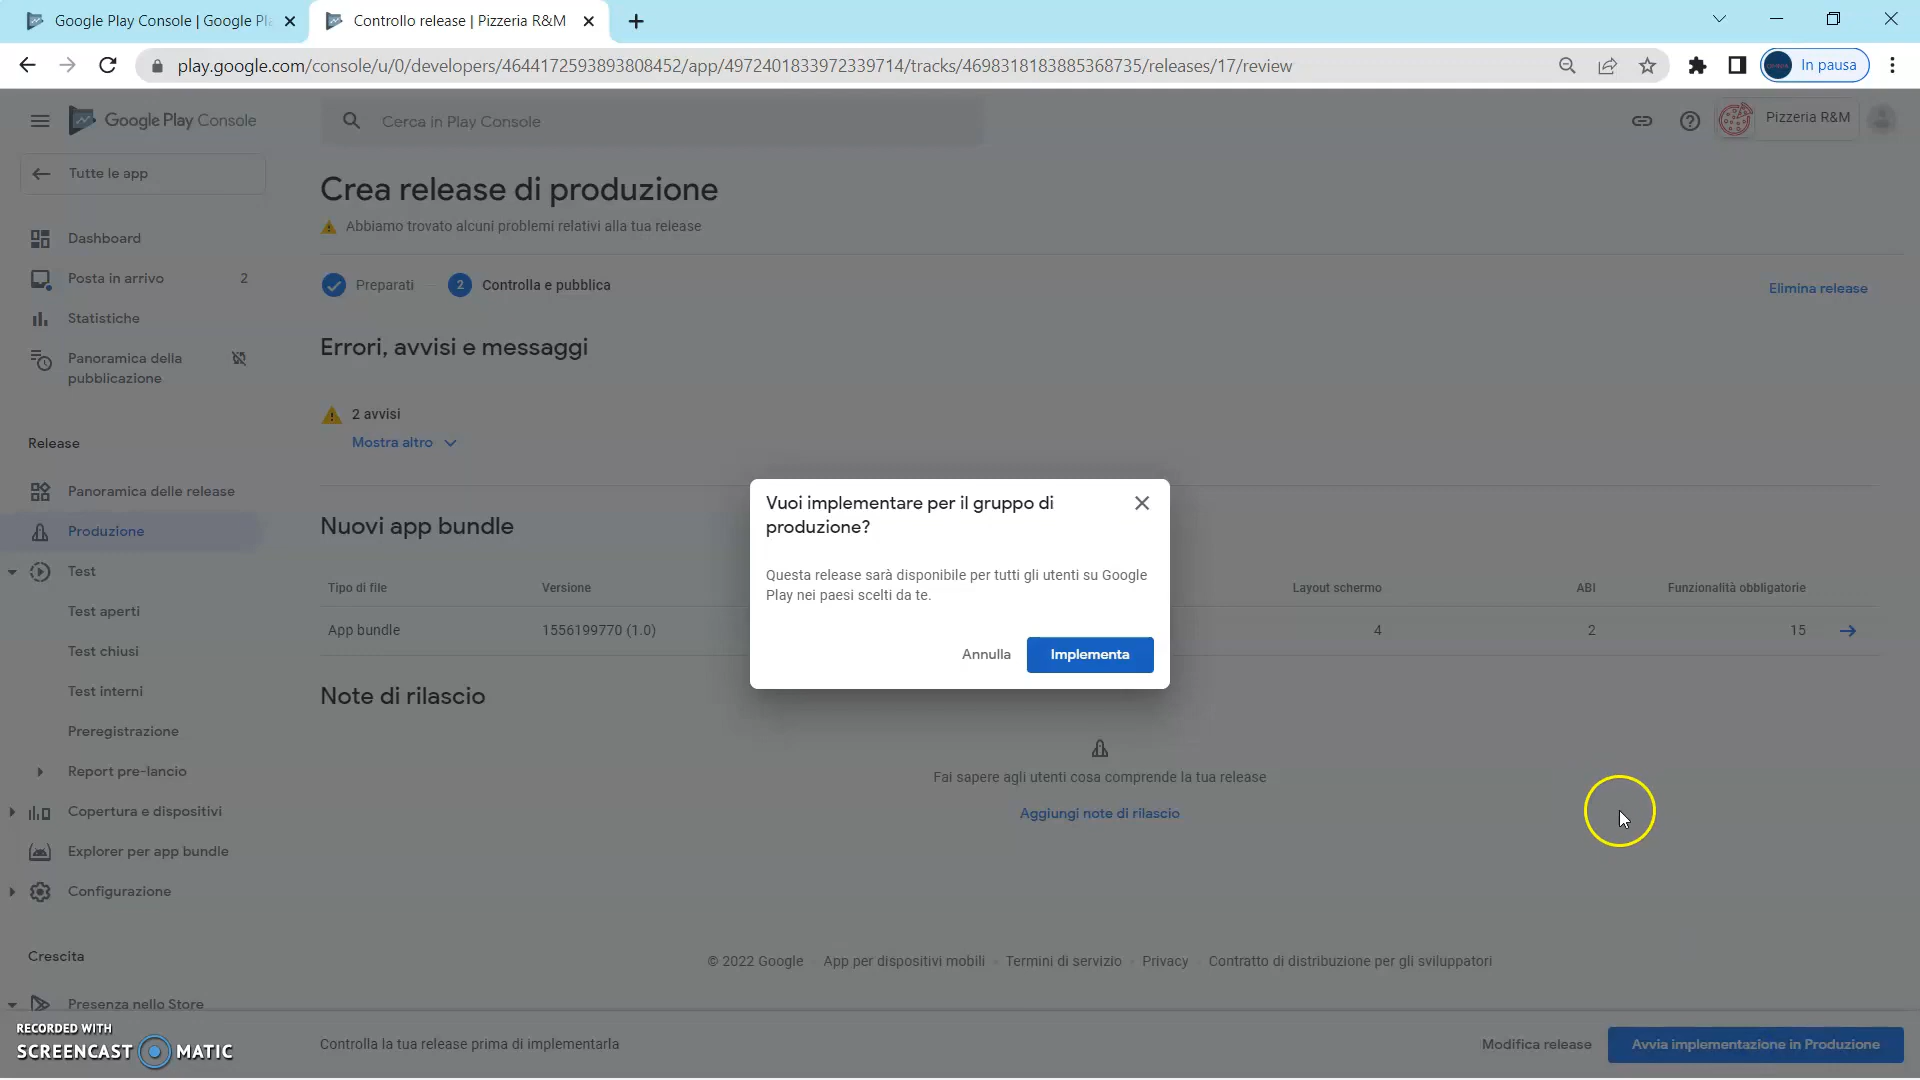 Google Play Console | Google Pla
Controllo release | Pizzeria R&M
play.google.com/console/u/0/developers/4644172593893808452/app/4972401833972339714/tracks/4698318183885368735/releases/17/review
In pausa
Google Play Console
Cerca in Play Console
Pizzeria R&M
Tutte le app
Crea release di produzione
Abbiamo trovato alcuni problemi relativi alla tua release
Dashboard
Posta in arrivo 2
Statistiche
Panoramica della
pubblicazione
Preparati
2 Controlla e pubblica
Elimina release
Errori, avvisi e messaggi
2 avvisi
Mostra altro
Release
Panoramica delle release
Produzione
Test
Test aperti
Test chiusi
Test interni
Preregistrazione
Report pre-lancio
Copertura e dispositivi
Explorer per app bundle
Configurazione
Crescita
Presenza nello Store
Nuovi app bundle
Tipo di file Versione Layout schermo ABI Funzionalità obbligatorie
App bundle 1556199770 (1.0) 4 2 15
Vuoi implementare per il gruppo di
produzione?
Questa release sarà disponibile per tutti gli utenti su Google
Play nei paesi scelti da te.
Annulla Implementa
Note di rilascio
Fai sapere agli utenti cosa comprende la tua release
Aggiungi note di rilascio
© 2022 Google App per dispositivi mobili Termini di servizio Privacy Contratto di distribuzione per gli sviluppatori
RECORDED WITH
SCREENCAST MATIC
Controlla la tua release prima di implementarla
Modifica release
Avvia implementazione in Produzione